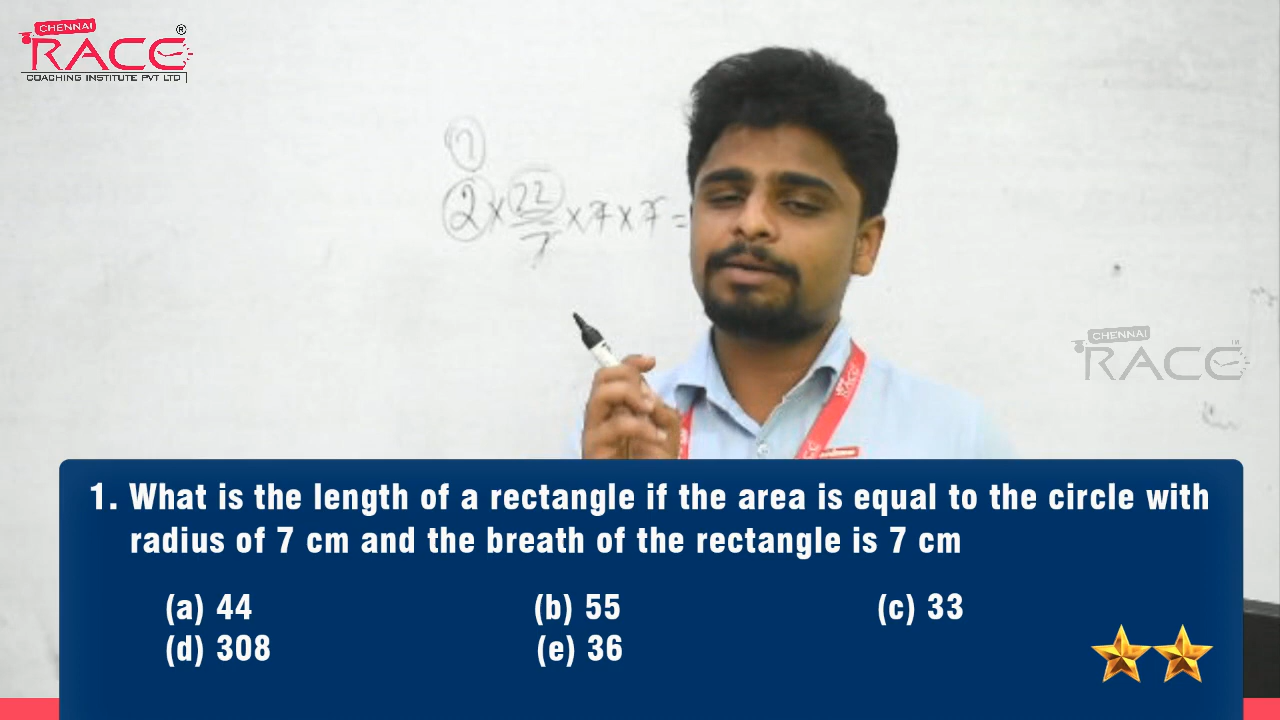 CHENNAI
RACE
COACHING INSTITUTE PVT LTD
1
2 × 22/7 × 7 × 7 =
CHENNAI
RACE
RACE
1. What is the length of a rectangle if the area is equal to the circle with
radius of 7 cm and the breath of the rectangle is 7 cm
(a) 44 (b) 55 (c) 33
(d) 308 (e) 36